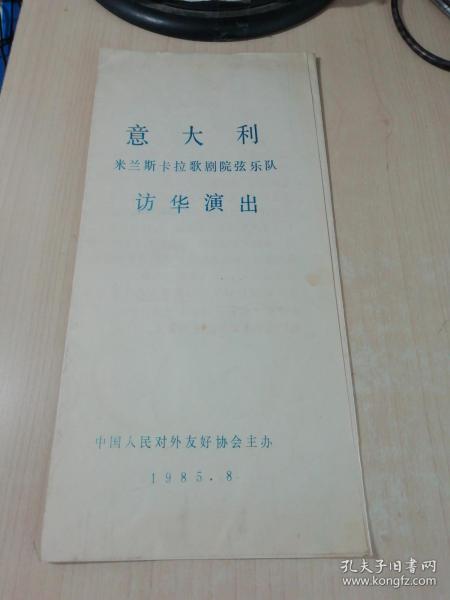 意大利
米兰斯卡拉歌剧院弦乐队
访华演出
中国人民对外友好协会主办
1985.8
孔夫子旧书网
www.kongfz.com